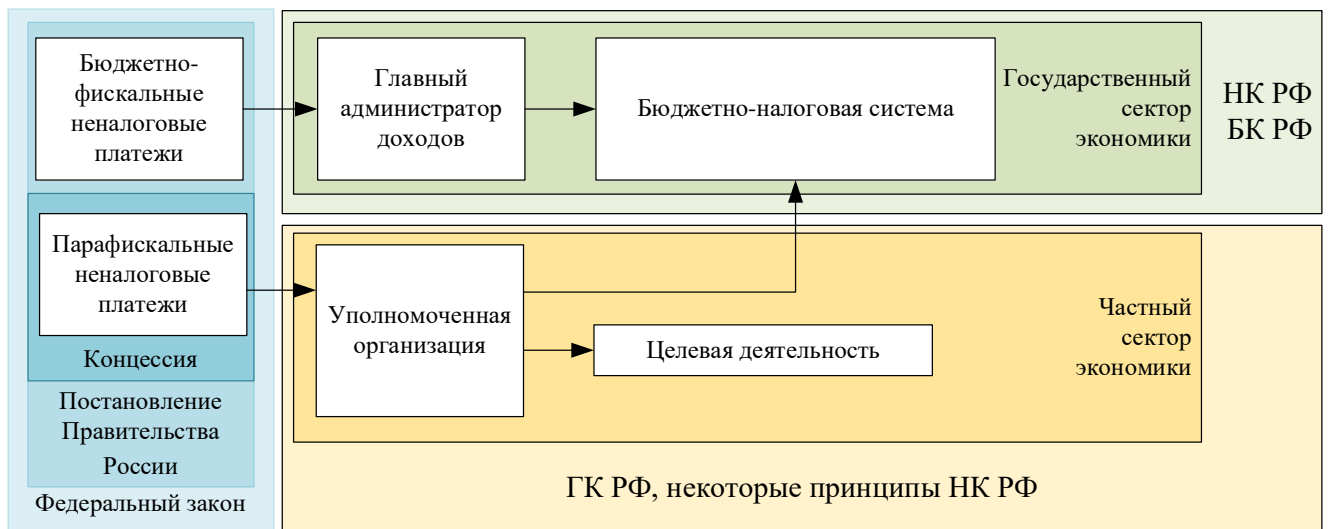 Бюджетно-
фискальные
неналоговые
платежи
Главный
администратор
доходов
Бюджетно-налоговая система
Государственный
сектор
экономики
НК РФ
БК РФ
Парафискальные
неналоговые
платежи
Концессия
Постановление
Правительства
России
Федеральный закон
Уполномоченная
организация
Целевая деятельность
Частный
сектор
экономики
ГК РФ, некоторые принципы НК РФ